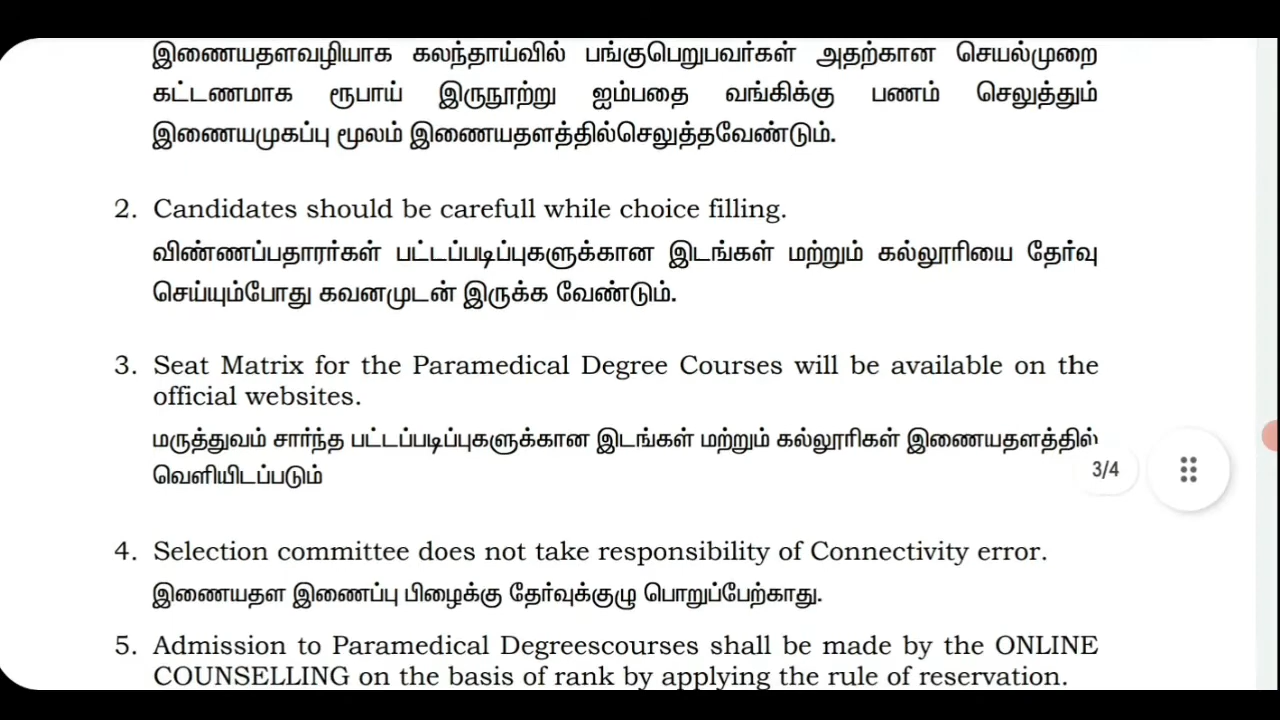 இணையதளவழியாக கலந்தாய்வில் பங்குபெறுபவர்கள் அதற்கான செயல்முறை
கட்டணமாக ரூபாய் இருநூற்று ஐம்பதை வங்கிக்கு பணம் செலுத்தும்
இணையமுகப்பு மூலம் இணையதளத்தில்செலுத்தவேண்டும்.
2. Candidates should be carefull while choice filling.
விண்ணப்பதாரர்கள் பட்டப்படிப்புகளுக்கான இடங்கள் மற்றும் கல்லூரியை தேர்வு
செய்யும்போது கவனமுடன் இருக்க வேண்டும்.
3. Seat Matrix for the Paramedical Degree Courses will be available on the
official websites.
மருத்துவம் சார்ந்த பட்டப்படிப்புகளுக்கான இடங்கள் மற்றும் கல்லூரிகள் இணையதளத்தில்
வெளியிடப்படும்
3/4
4. Selection committee does not take responsibility of Connectivity error.
இணையதள இணைப்பு பிழைக்கு தேர்வுக்குழு பொறுப்பேற்காது.
5. Admission to Paramedical Degreescourses shall be made by the ONLINE
COUNSELLING on the basis of rank by applying the rule of reservation.